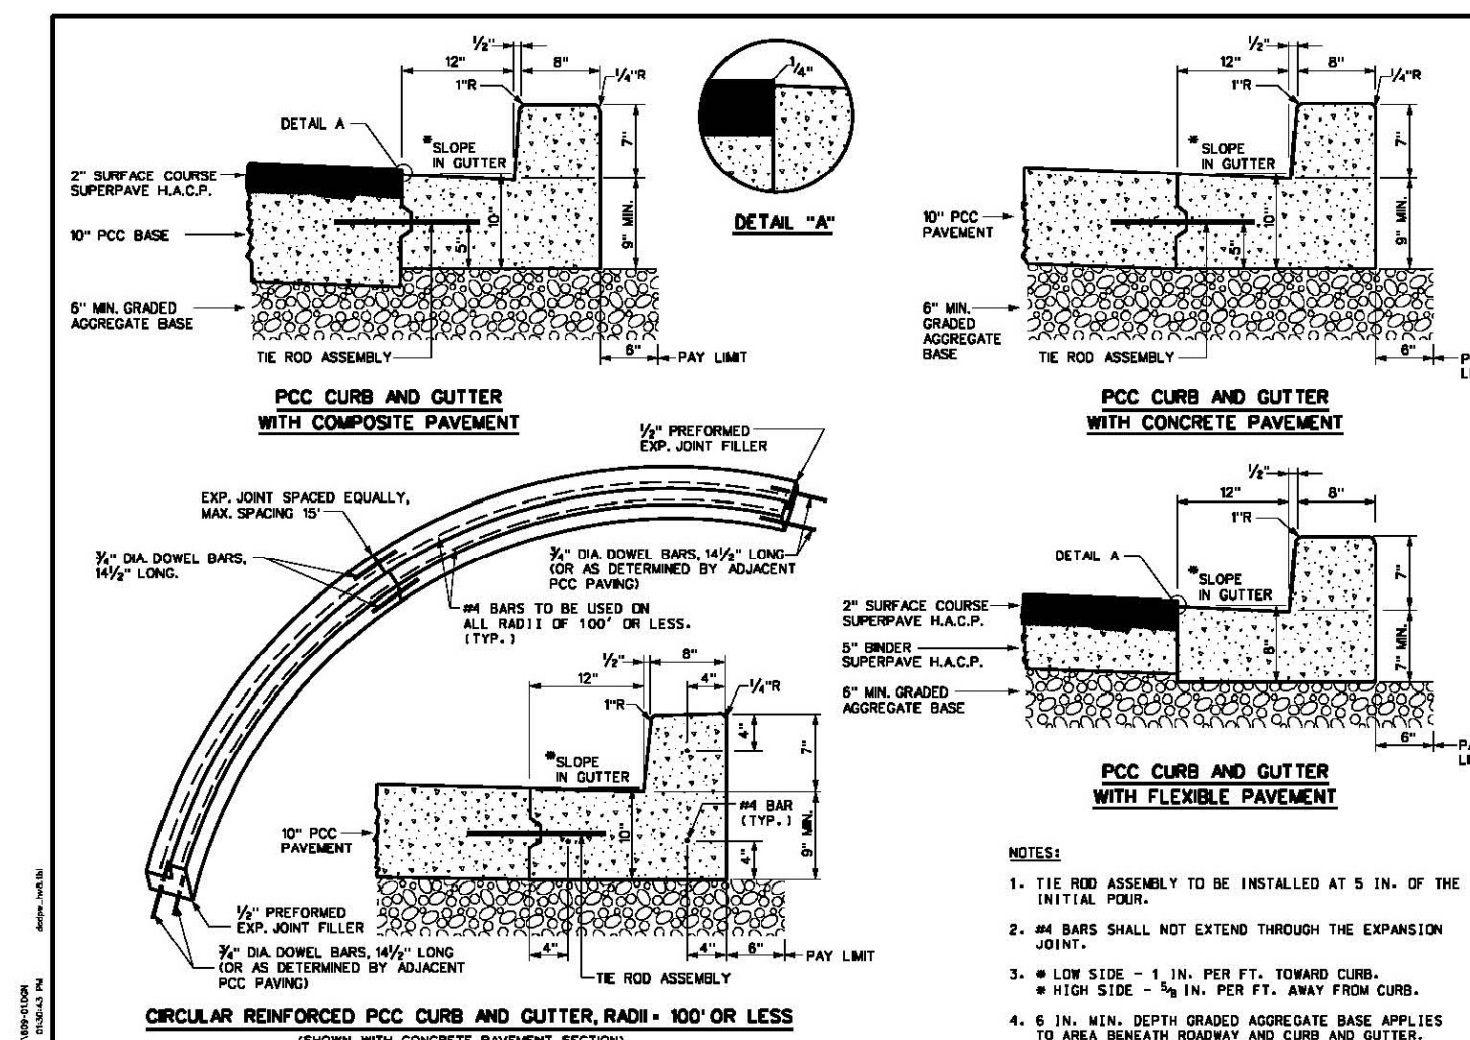 1/2"
12"
8"
1"R
1/4"R
DETAIL A
*SLOPE
IN GUTTER
7"
2" SURFACE COURSE
SUPERPAVE H.A.C.P.
10" PCC BASE
10"
5"
9" MIN.
6" MIN. GRADED
AGGREGATE BASE
TIE ROD ASSEMBLY
6"
PAY LIMIT
PCC CURB AND GUTTER
WITH COMPOSITE PAVEMENT
1/4"
DETAIL "A"
1/2"
12"
8"
1"R
1/4"R
*SLOPE
IN GUTTER
7"
10" PCC
PAVEMENT
10"
5"
9" MIN.
6" MIN.
GRADED
AGGREGATE
BASE
TIE ROD ASSEMBLY
6"
PCC CURB AND GUTTER
WITH CONCRETE PAVEMENT
1/2" PREFORMED
EXP. JOINT FILLER
EXP. JOINT SPACED EQUALLY,
MAX. SPACING 15'
3/4" DIA. DOWEL BARS,
141/2" LONG.
3/4" DIA. DOWEL BARS, 141/2" LONG
(OR AS DETERMINED BY ADJACENT
PCC PAVING)
#4 BARS TO BE USED ON
ALL RADII OF 100' OR LESS.
(TYP.)
1/2"
8"
12"
4"
1"R
1/4"R
4"
7"
*SLOPE
IN GUTTER
#4 BAR
(TYP.)
10" PCC
PAVEMENT
10"
9" MIN.
4"
1/2" PREFORMED
EXP. JOINT FILLER
3/4" DIA. DOWEL BARS, 141/2" LONG
(OR AS DETERMINED BY ADJACENT
PCC PAVING)
4"
4"
6"
PAY LIMIT
TIE ROD ASSEMBLY
CIRCULAR REINFORCED PCC CURB AND GUTTER, RADII = 100' OR LESS
(SHOWN WITH CONCRETE PAVEMENT SECTION)
1/2"
12"
8"
1"R
DETAIL A
*SLOPE
IN GUTTER
7"
2" SURFACE COURSE
SUPERPAVE H.A.C.P.
5" BINDER
SUPERPAVE H.A.C.P.
8"
7" MIN.
6" MIN. GRADED
AGGREGATE BASE
6"
PCC CURB AND GUTTER
WITH FLEXIBLE PAVEMENT
NOTES:
1. TIE ROD ASSEMBLY TO BE INSTALLED AT 5 IN. OF THE
INITIAL POUR.
2. #4 BARS SHALL NOT EXTEND THROUGH THE EXPANSION
JOINT.
3. * LOW SIDE - 1 IN. PER FT. TOWARD CURB.
* HIGH SIDE - 5/8 IN. PER FT. AWAY FROM CURB.
4. 6 IN. MIN. DEPTH GRADED AGGREGATE BASE APPLIES
TO AREA BENEATH ROADWAY AND CURB AND GUTTER.
01:30:43 PM